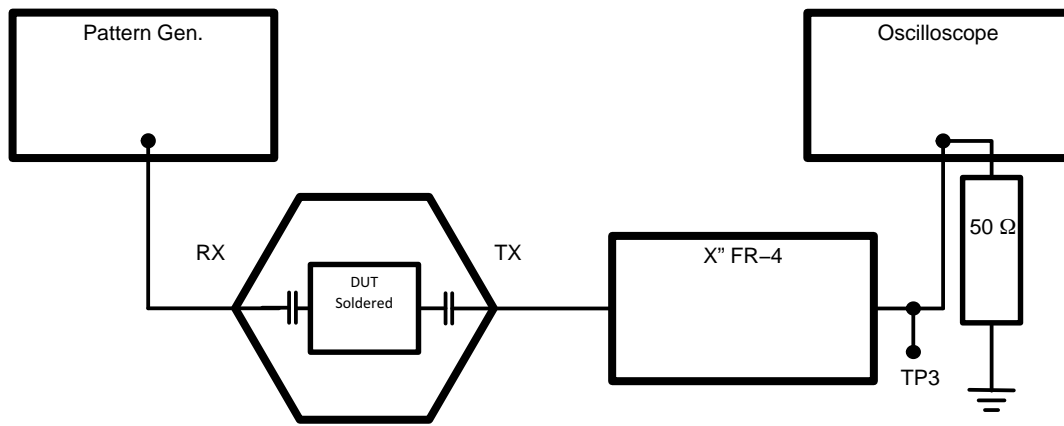 Pattern Gen.
Oscilloscope
RX
TX
DUT
Soldered
X” FR−4
50 Ω
TP3